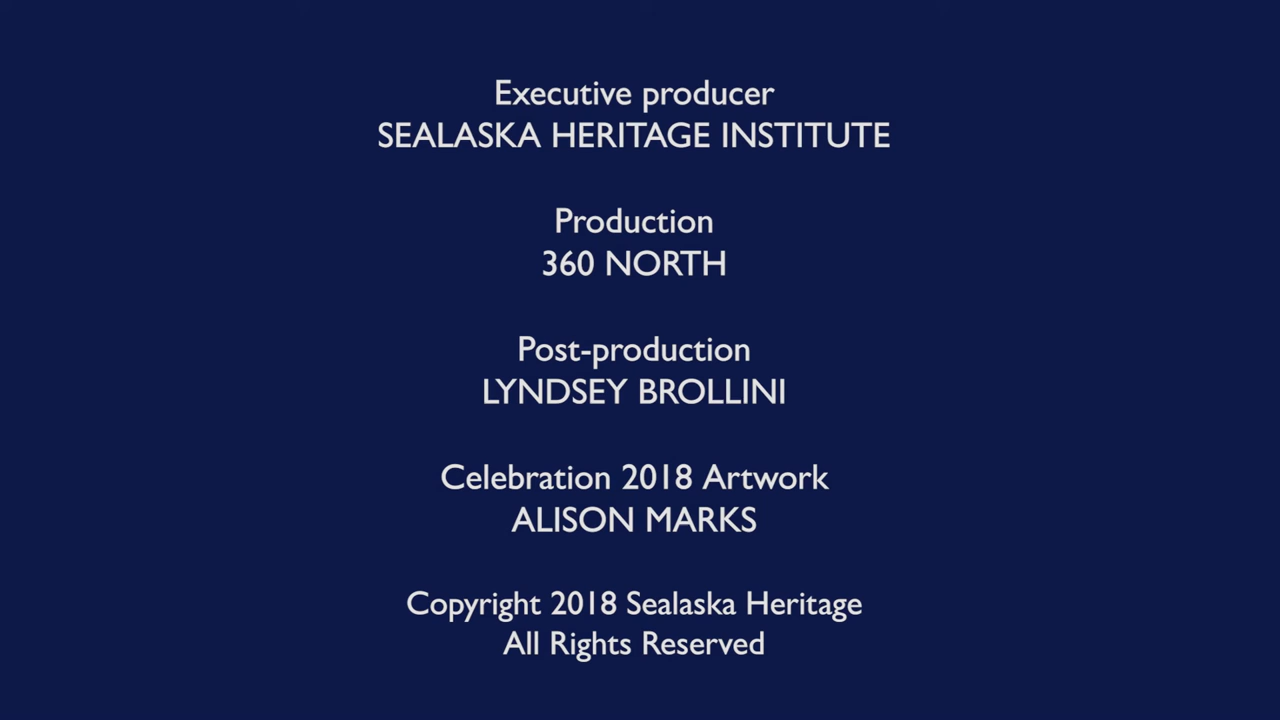 Executive producer
SEALASKA HERITAGE INSTITUTE
Production
360 NORTH
Post-production
LYNDSEY BROLLINI
Celebration 2018 Artwork
ALISON MARKS
Copyright 2018 Sealaska Heritage
All Rights Reserved